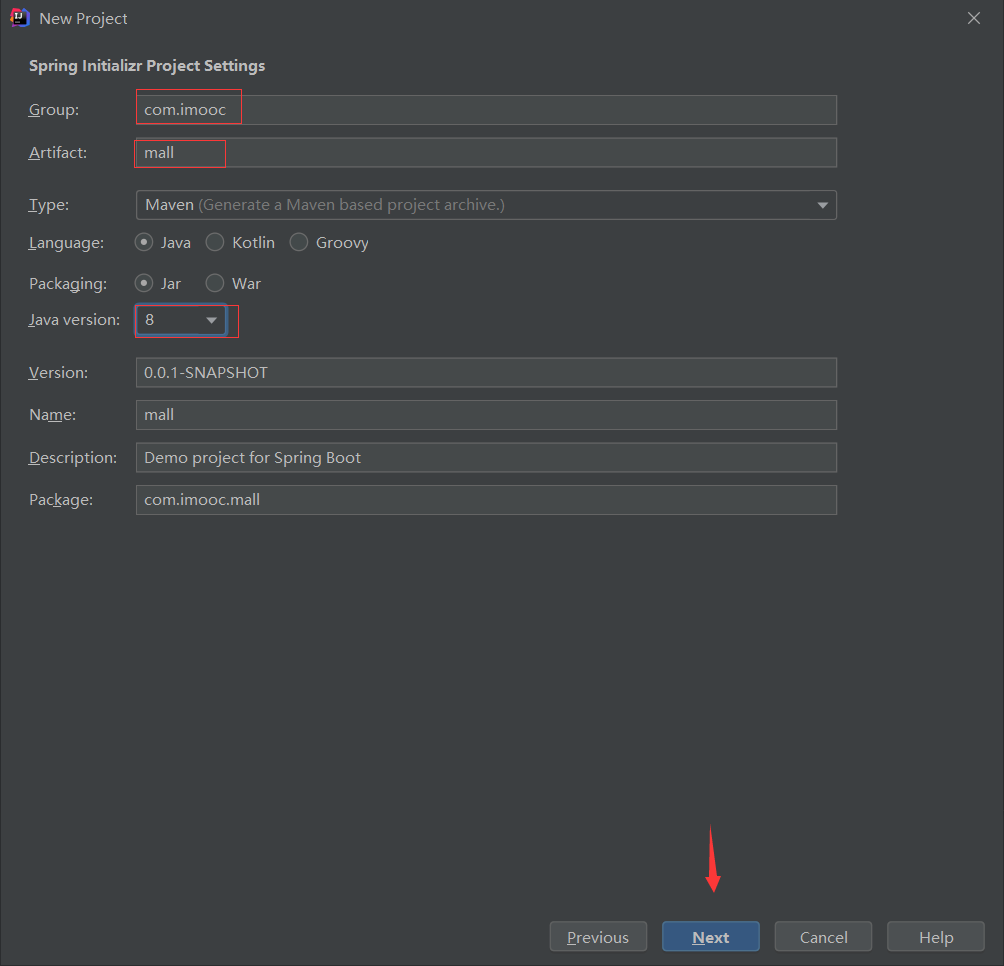 New Project
Spring Initializr Project Settings
Group: com.imooc
Artifact: mall
Type: Maven (Generate a Maven based project archive.)
Language: Java Kotlin Groovy
Packaging: Jar War
Java version: 8
Version: 0.0.1-SNAPSHOT
Name: mall
Description: Demo project for Spring Boot
Package: com.imooc.mall
Previous Next Cancel Help